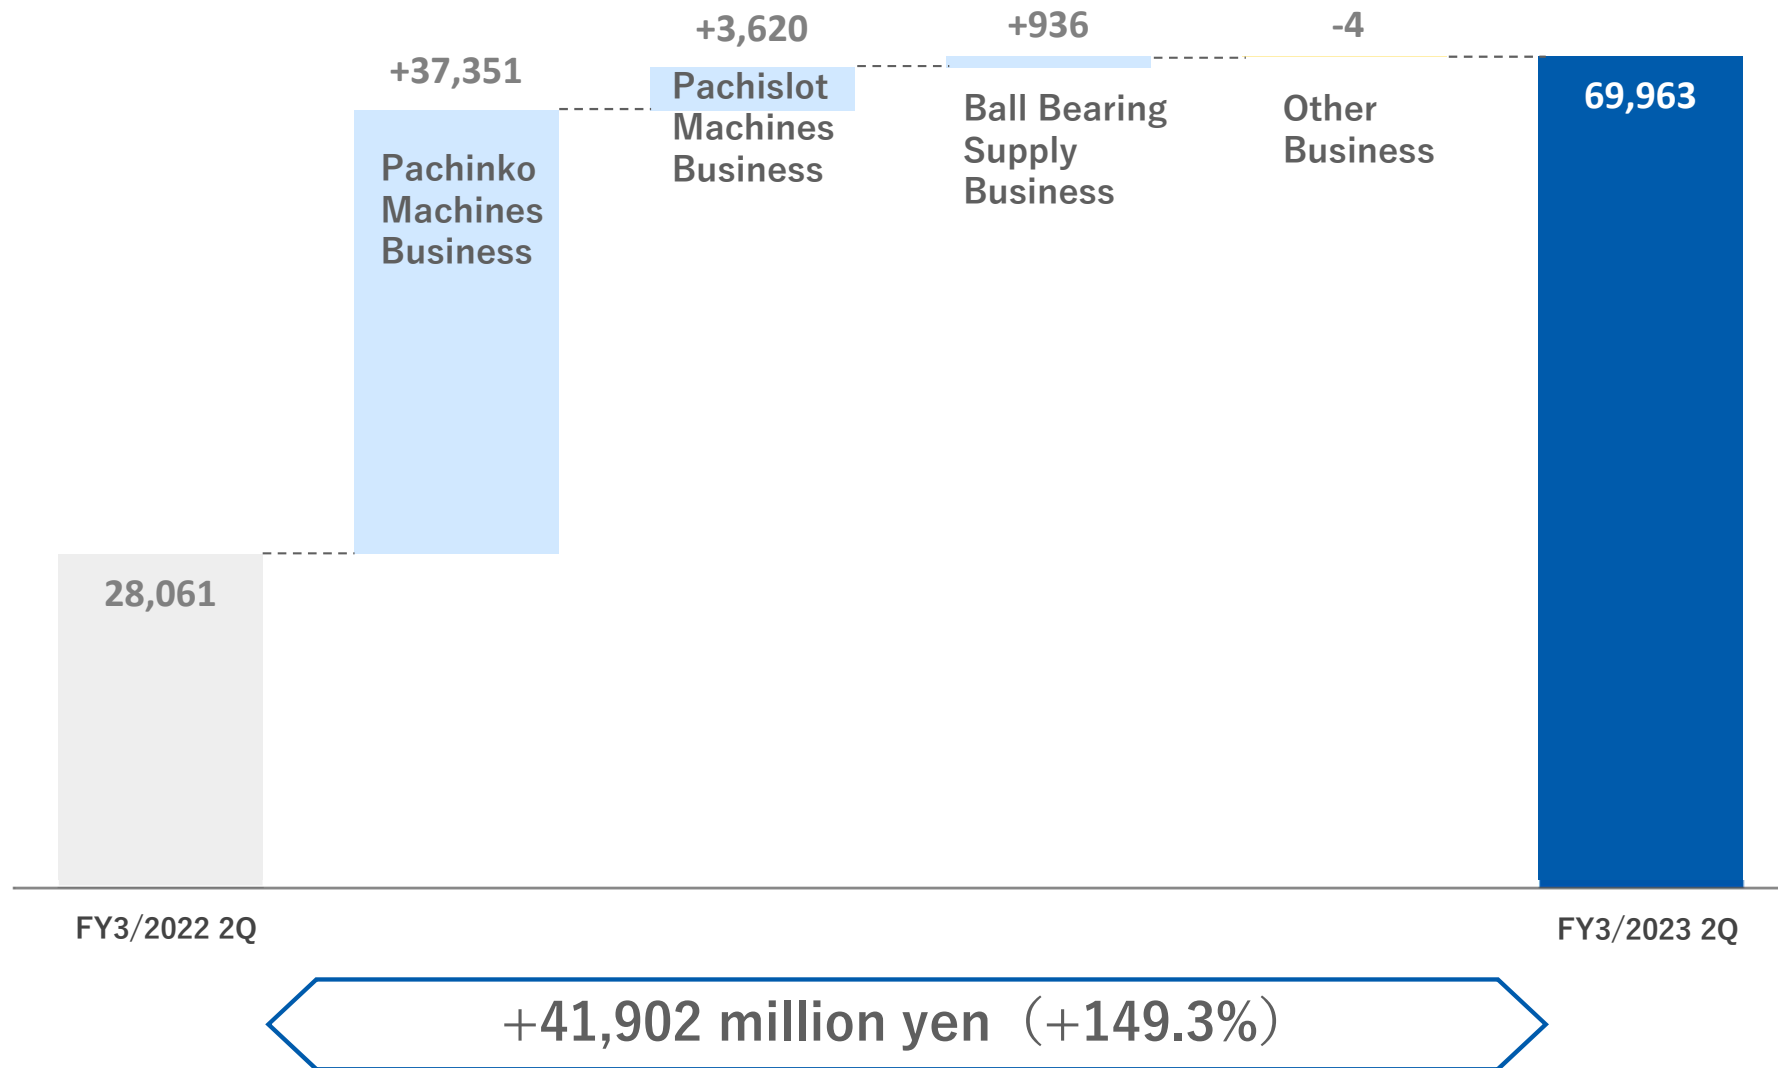 +37,351
Pachinko
Machines
Business
+3,620
Pachislot
Machines
Business
+936
Ball Bearing
Supply
Business
-4
Other
Business
69,963
28,061
FY3/2022 2Q
FY3/2023 2Q
+41,902 million yen（+149.3%）